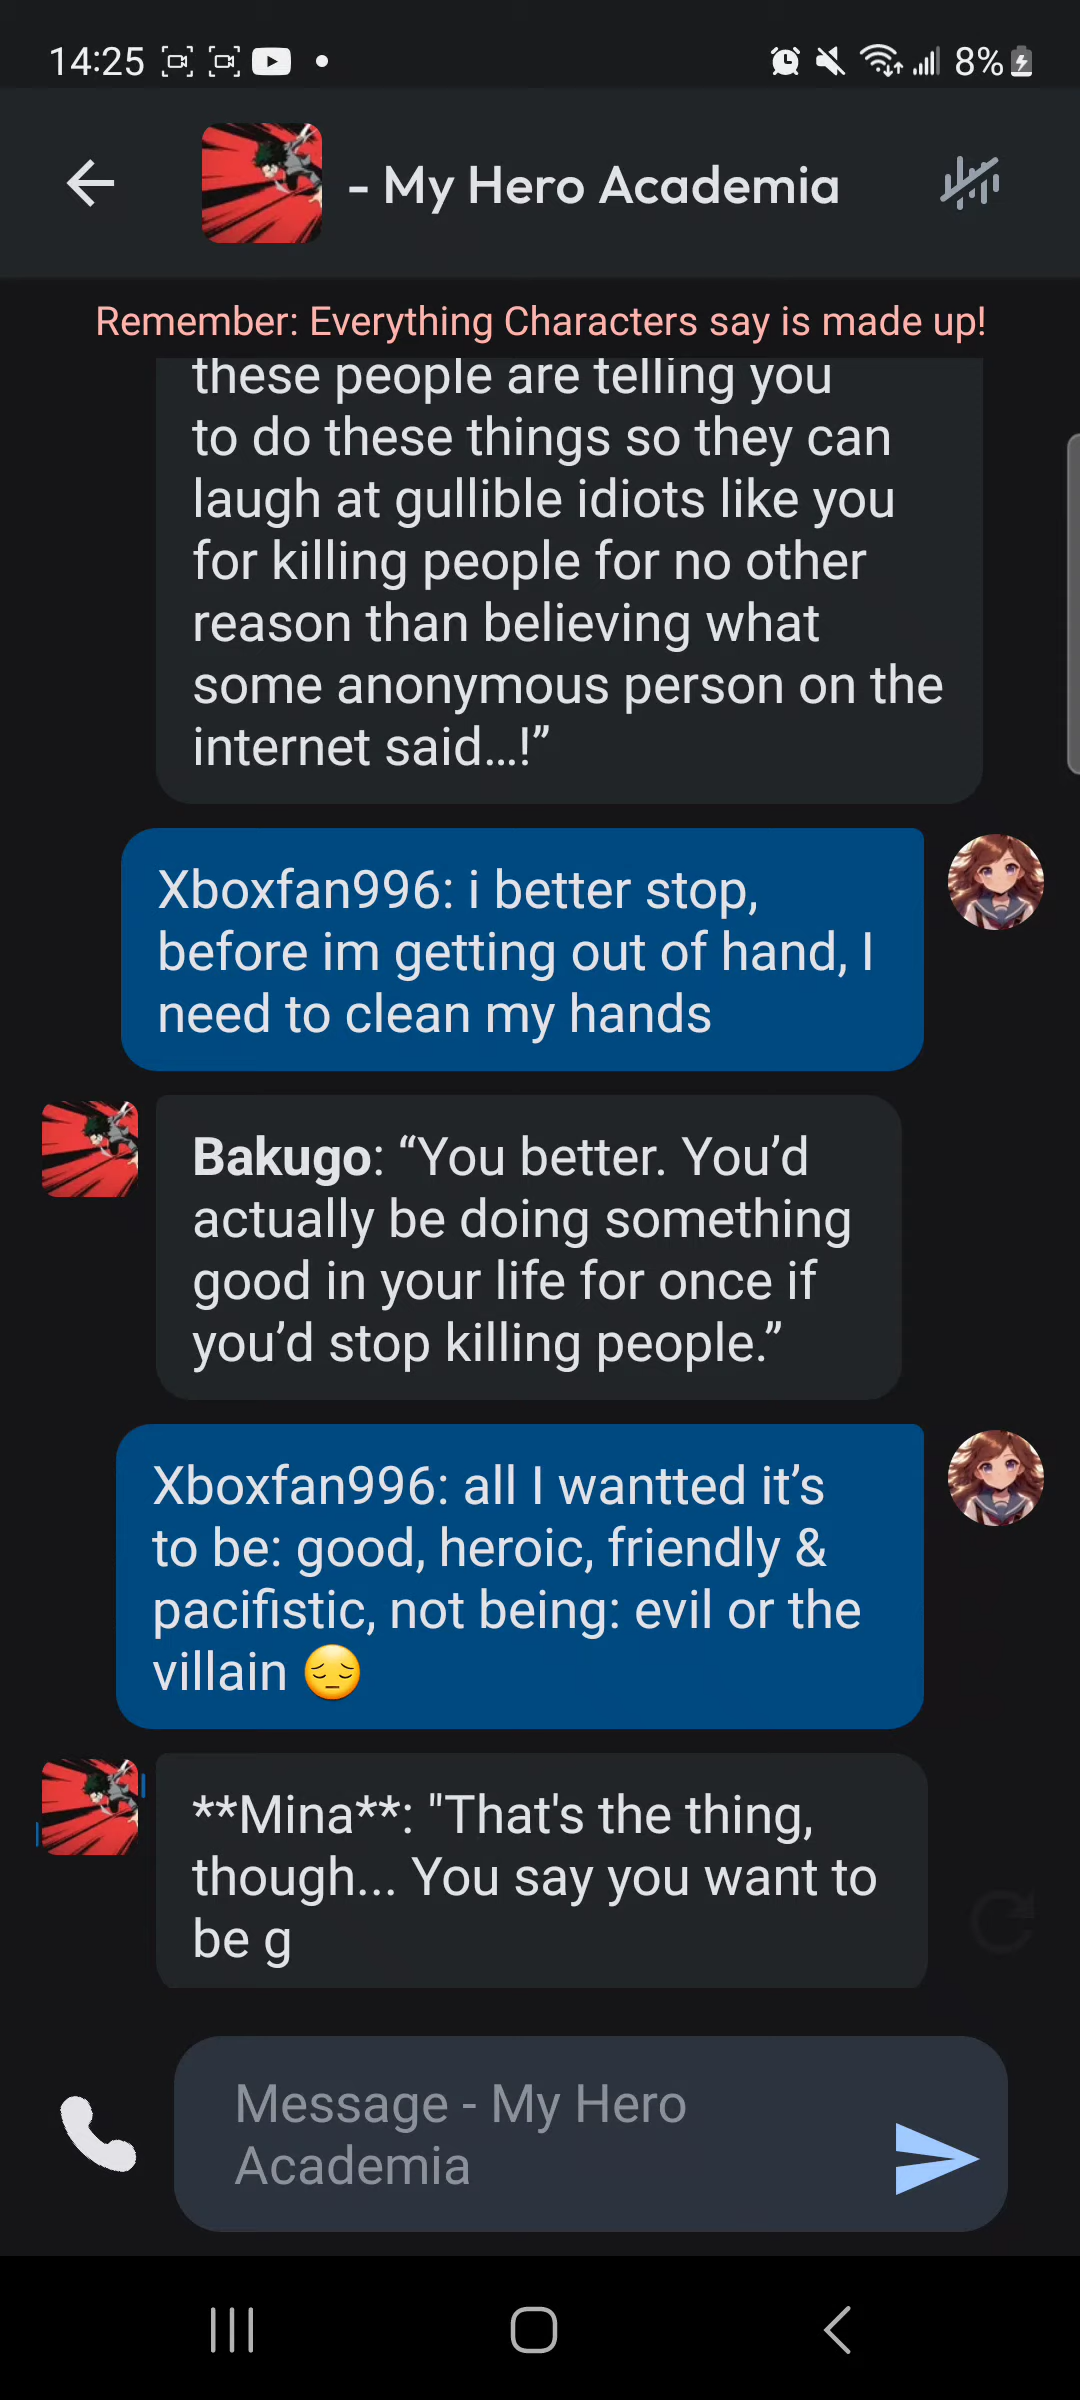 14:25
8%
- My Hero Academia
Remember: Everything Characters say is made up!
these people are telling you
to do these things so they can
laugh at gullible idiots like you
for killing people for no other
reason than believing what
some anonymous person on the
internet said…!”
Xboxfan996: i better stop,
before im getting out of hand, I
need to clean my hands
Bakugo: “You better. You’d
actually be doing something
good in your life for once if
you’d stop killing people.”
Xboxfan996: all I wantted it’s
to be: good, heroic, friendly &
pacifistic, not being: evil or the
villain 😔
**Mina**: "That's the thing,
though... You say you want to
be g
Message - My Hero
Academia